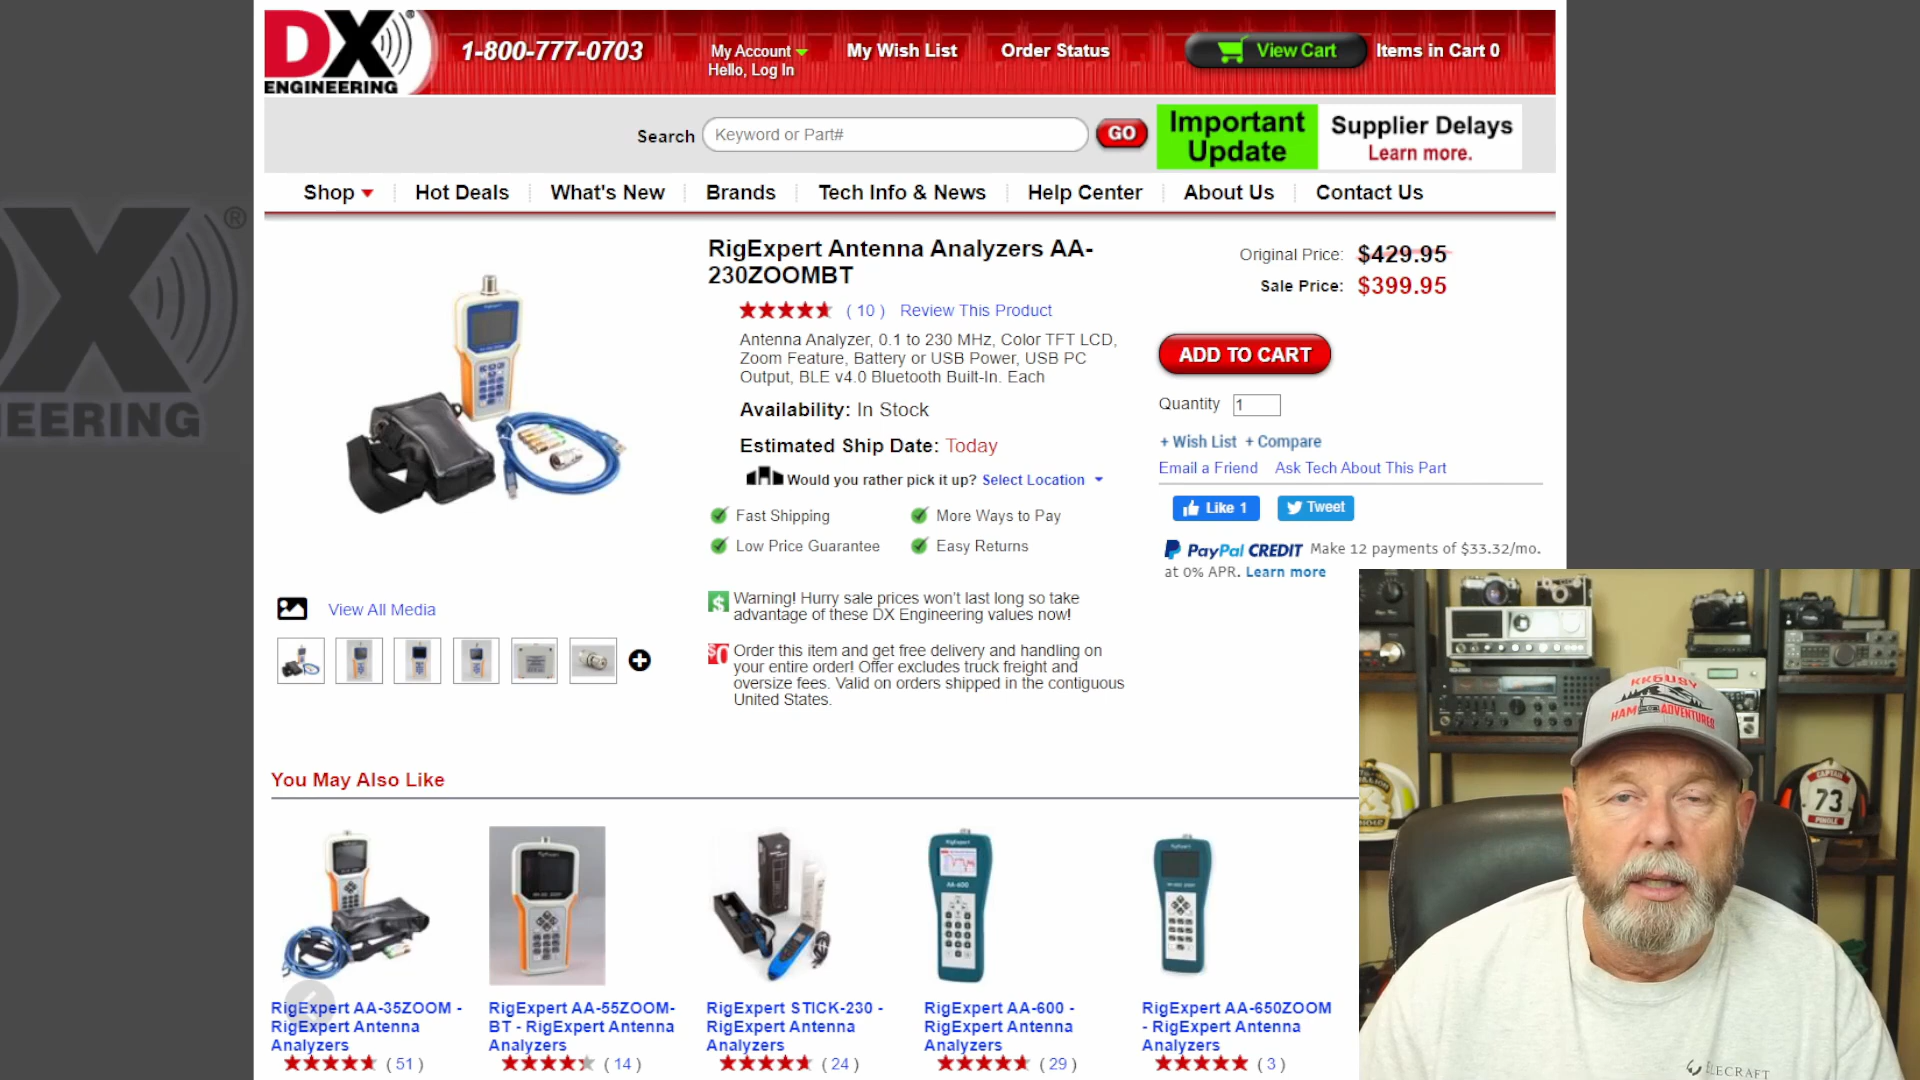 DX
ENGINEERING
®
1-800-777-0703
My Account
Hello, Log In
My Wish List
Order Status
View Cart
Items in Cart 0
Search
Keyword or Part#
GO
Important
Update
Supplier Delays
Learn more.
Shop
Hot Deals
What's New
Brands
Tech Info & News
Help Center
About Us
Contact Us
X
®
NEERING
RigExpert Antenna Analyzers AA-
230ZOOMBT
( 10 ) Review This Product
Antenna Analyzer, 0.1 to 230 MHz, Color TFT LCD,
Zoom Feature, Battery or USB Power, USB PC
Output, BLE v4.0 Bluetooth Built-In. Each
Availability: In Stock
Estimated Ship Date: Today
Would you rather pick it up? Select Location
Fast Shipping
More Ways to Pay
Low Price Guarantee
Easy Returns
$ Warning! Hurry sale prices won't last long so take
advantage of these DX Engineering values now!
$0 Order this item and get free delivery and handling on
your entire order! Offer excludes truck freight and
oversize fees. Valid on orders shipped in the contiguous
United States.
Original Price: $429.95
Sale Price: $399.95
ADD TO CART
Quantity 1
+ Wish List + Compare
Email a Friend Ask Tech About This Part
Like 1
Tweet
PayPal CREDIT Make 12 payments of $33.32/mo.
at 0% APR. Learn more
View All Media
You May Also Like
RigExpert
AA-600
RigExpert AA-35ZOOM -
RigExpert Antenna
Analyzers
( 51 )
RigExpert AA-55ZOOM-
BT - RigExpert Antenna
Analyzers
( 14 )
RigExpert STICK-230 -
RigExpert Antenna
Analyzers
( 24 )
RigExpert AA-600 -
RigExpert Antenna
Analyzers
( 29 )
RigExpert AA-650ZOOM
- RigExpert Antenna
Analyzers
( 3 )
KK6USY
HAM ADVENTURES
CAPTAIN
73
PINOLE
ELECRAFT